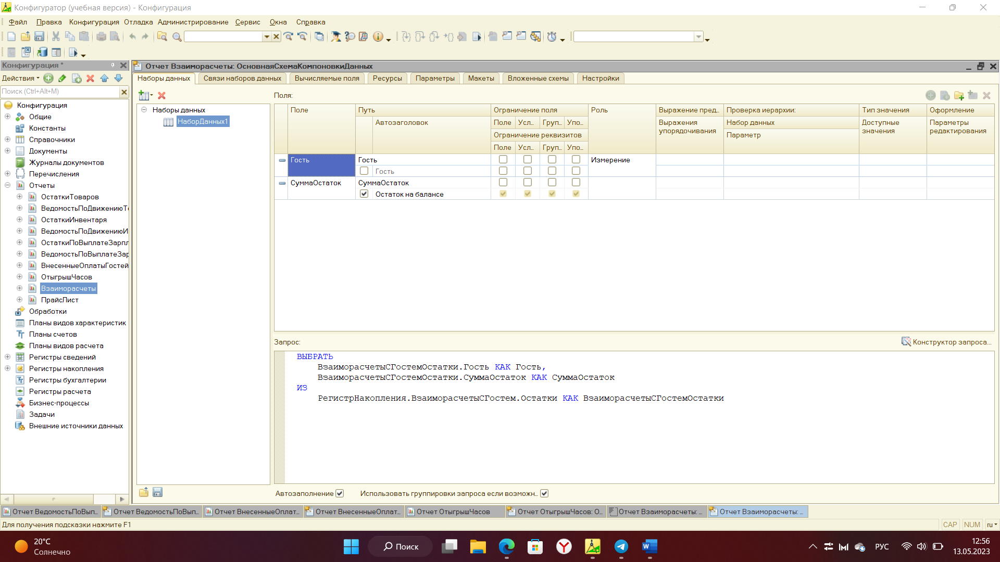 Конфигуратор (учебная версия) - Конфигурация
Файл Правка Конфигурация Отладка Администрирование Сервис Окна Справка
Конфигурация *
Действия
Поиск (Ctrl+Alt+M)
Конфигурация
Общие
Константы
Справочники
Документы
Журналы документов
Перечисления
Отчеты
ОстаткиТоваров
ВедомостьПоДвижениюТ
ОстаткиИнвентаря
ВедомостьПоДвижениюИ
ОстаткиПоВыплатеЗарпл
ВедомостьПоВыплатеЗар
ВнесенныеОплатыГостей
ОтыгрышЧасов
Взаиморасчеты
ПрайсЛист
Обработки
Планы видов характеристик
Планы счетов
Планы видов расчета
Регистры сведений
Регистры накопления
Регистры бухгалтерии
Регистры расчета
Бизнес-процессы
Задачи
Внешние источники данных
Отчет Взаиморасчеты: ОсновнаяСхемаКомпоновкиДанных
Наборы данных Связи наборов данных Вычисляемые поля Ресурсы Параметры Макеты Вложенные схемы Настройки
Наборы данных
НаборДанных1
Поля:
Поле Путь Ограничение поля Роль Выражение пред... Проверка иерархии: Тип значения Оформление
Автозаголовок Поле Усл... Груп... Упо... Выражения упорядочивания Набор данных Доступные значения Параметры редактирования
Ограничение реквизитов Параметр
Поле Усл... Груп... Упо...
Гость Гость Измерение
Гость
СуммаОстаток СуммаОстаток
Остаток на балансе
Запрос:
Конструктор запроса...
ВЫБРАТЬ
ВзаиморасчетыСГостемОстатки.Гость КАК Гость,
ВзаиморасчетыСГостемОстатки.СуммаОстаток КАК СуммаОстаток
ИЗ
РегистрНакопления.ВзаиморасчетыСГостем.Остатки КАК ВзаиморасчетыСГостемОстатки
Автозаполнение Использовать группировки запроса если возможн...
Отчет ВедомостьПоВып... Отчет ВедомостьПоВып... Отчет ВнесенныеОплат... Отчет ВнесенныеОплат... Отчет ОтыгрышЧасов Отчет ОтыгрышЧасов: О... Отчет Взаиморасчеты: ... Отчет Взаиморасчеты: ...
Для получения подсказки нажмите F1
CAP NUM ru
20°C
Солнечно
Поиск
РУС
12:56
13.05.2023